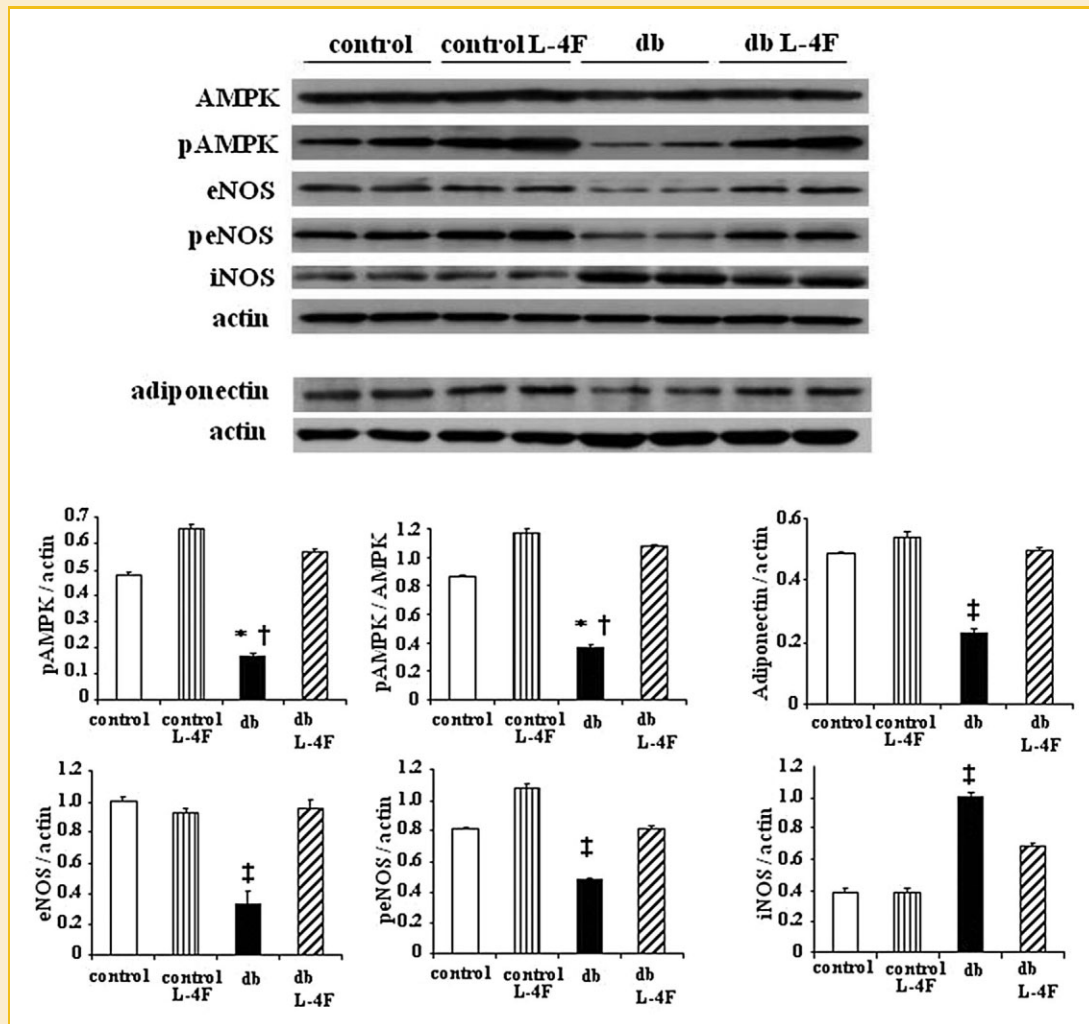 control control L-4F db db L-4F
AMPK
pAMPK
eNOS
peNOS
iNOS
actin
adiponectin
actin
pAMPK / actin
0.7
0.6
0.5
0.4
0.3
0.2
0.1
0
* †
control control L-4F db db L-4F
pAMPK / AMPK
1.2
1.0
0.8
0.6
0.4
0.2
0
* †
control control L-4F db db L-4F
Adiponectin / actin
0.6
0.4
0.2
0
‡
control control L-4F db db L-4F
eNOS / actin
1.2
1.0
0.8
0.6
0.4
0.2
0
‡
control control L-4F db db L-4F
peNOS / actin
1.2
1.0
0.8
0.6
0.4
0.2
0
‡
control control L-4F db db L-4F
iNOS / actin
1.2
1.0
0.8
0.6
0.4
0.2
0
‡
control control L-4F db db L-4F